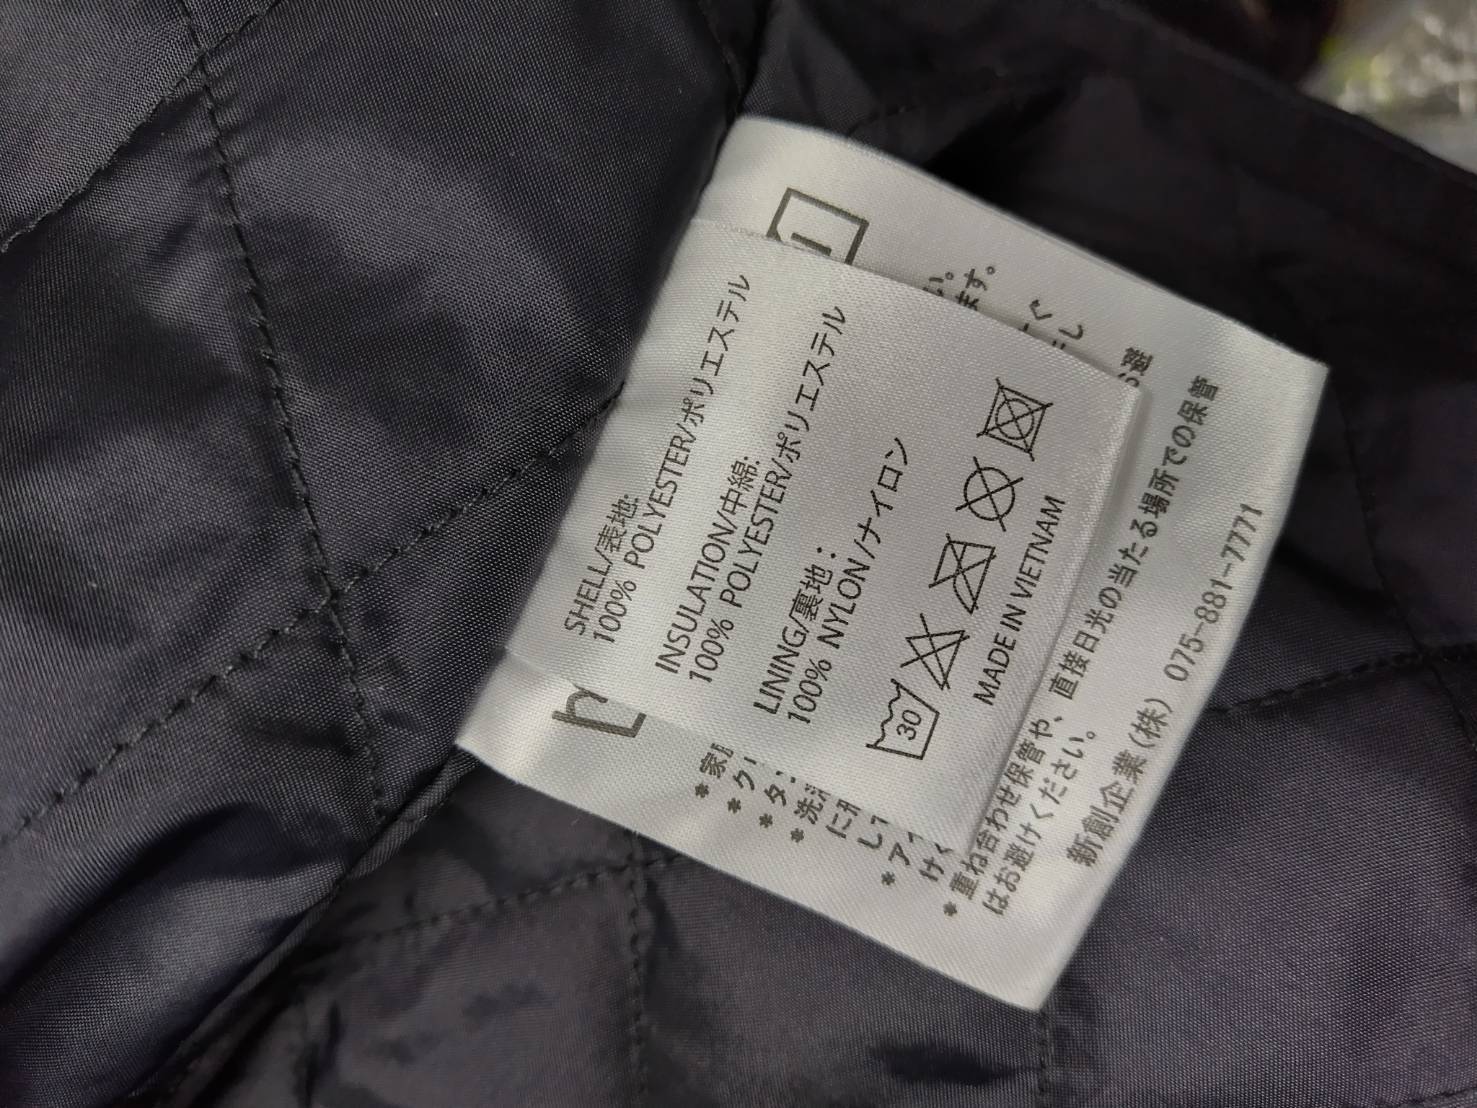 SHELL/表地:
100% POLYESTER/ポリエステル
INSULATION/中綿:
100% POLYESTER/ポリエステル
LINING/裏地：
100% NYLON/ナイロン
30
MADE IN VIETNAM
い。
ます。
＊重ね合わせ保管や、直接日光の当たる場所での保管
はお避けください。
新創企業(株) 075-881-7771